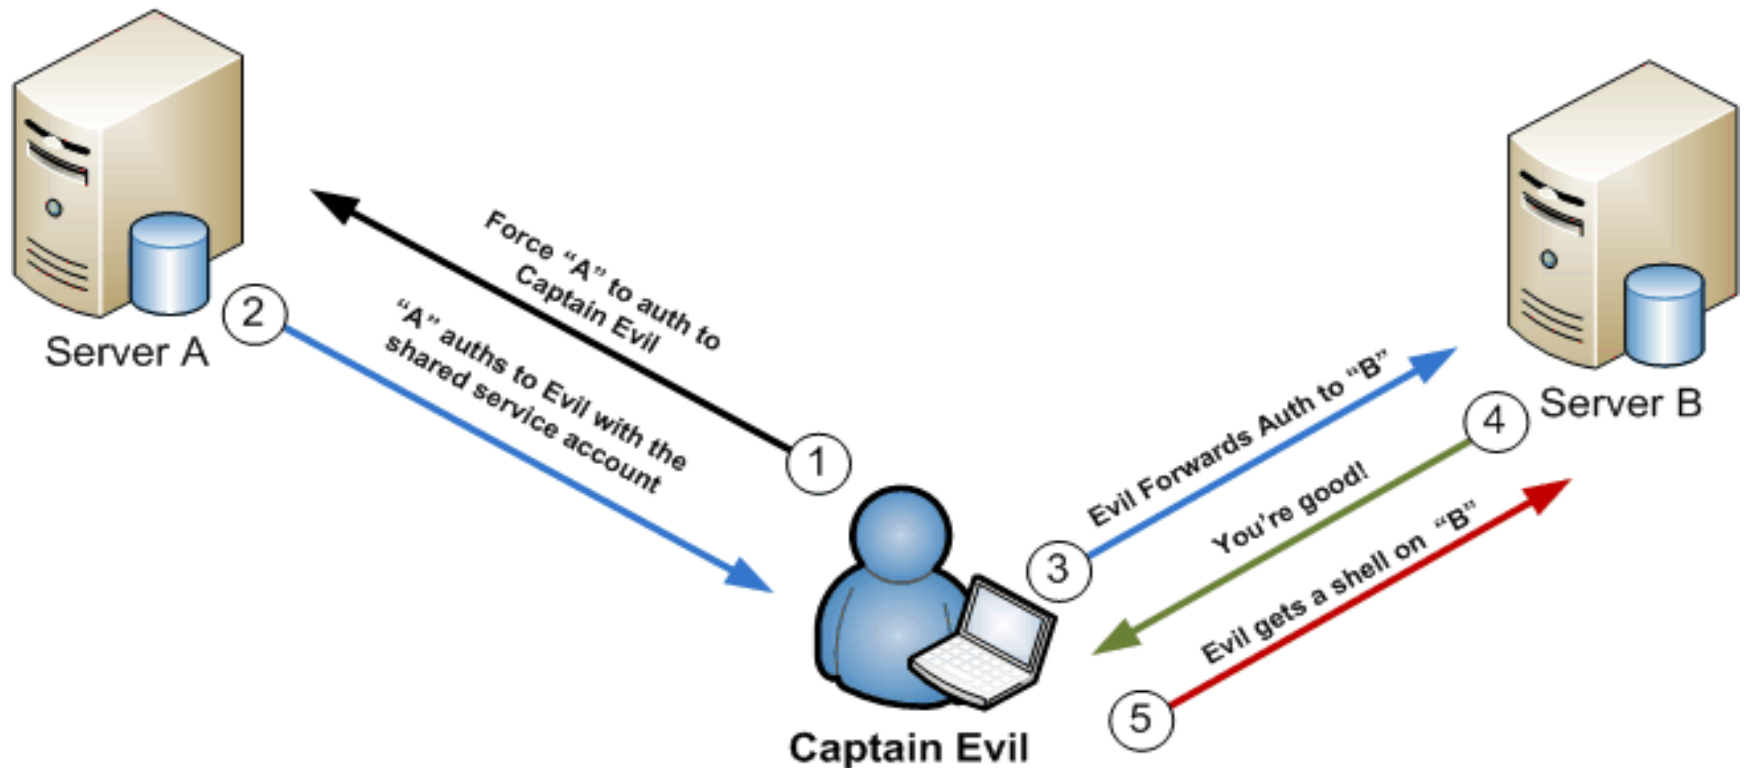 Server A
Server B
Force “A” to auth to
Captain Evil
“A” auths to Evil with the
shared service account
1
2
3
4
5
Evil Forwards Auth to “B”
You’re good!
Evil gets a shell on “B”
Captain Evil